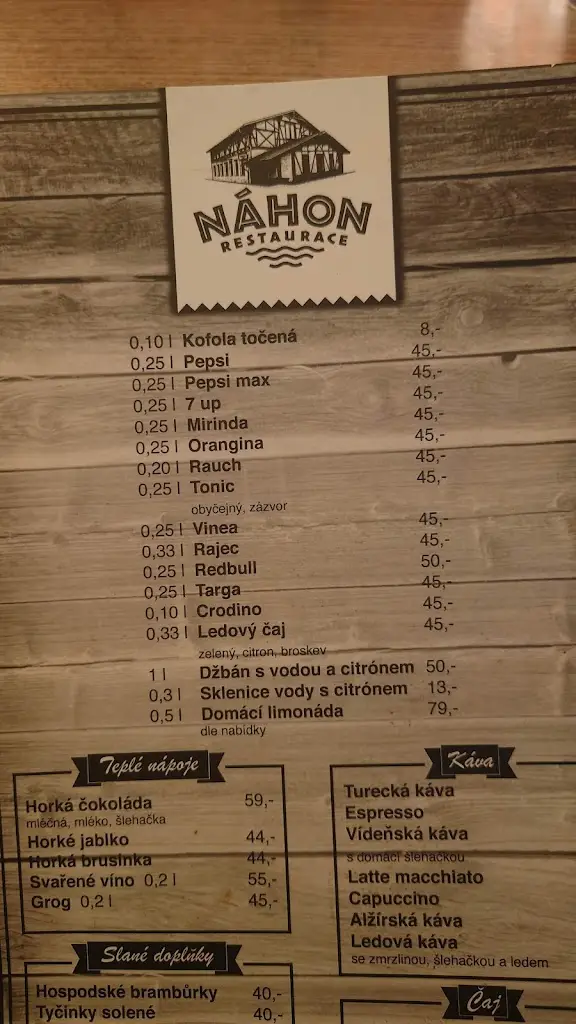 NÁHON
RESTAURACE
0,10 l Kofola točená 8,-
0,25 l Pepsi 45,-
0,25 l Pepsi max 45,-
0,25 l 7 up 45,-
0,25 l Mirinda 45,-
0,25 l Orangina 45,-
0,20 l Rauch 45,-
0,25 l Tonic 45,-
obyčejný, zázvor
0,25 l Vinea 45,-
0,33 l Rajec 45,-
0,25 l Redbull 50,-
0,25 l Targa 45,-
0,10 l Crodino 45,-
0,33 l Ledový čaj 45,-
zelený, citron, broskev
1 l Džbán s vodou a citrónem 50,-
0,3 l Sklenice vody s citrónem 13,-
0,5 l Domácí limonáda 79,-
dle nabídky
Teplé nápoje
Horká čokoláda 59,-
mléčná, mléko, šlehačka
Horké jablko 44,-
Horká brusinka 44,-
Svařené víno 0,2 l 55,-
Grog 0,2 l 45,-
Slané doplňky
Hospodské brambůrky 40,-
Tyčinky solené 40,-
Káva
Turecká káva
Espresso
Vídeňská káva
s domácí šlehačkou
Latte macchiato
Capuccino
Alžírská káva
Ledová káva
se zmrzlinou, šlehačkou a ledem
Čaj